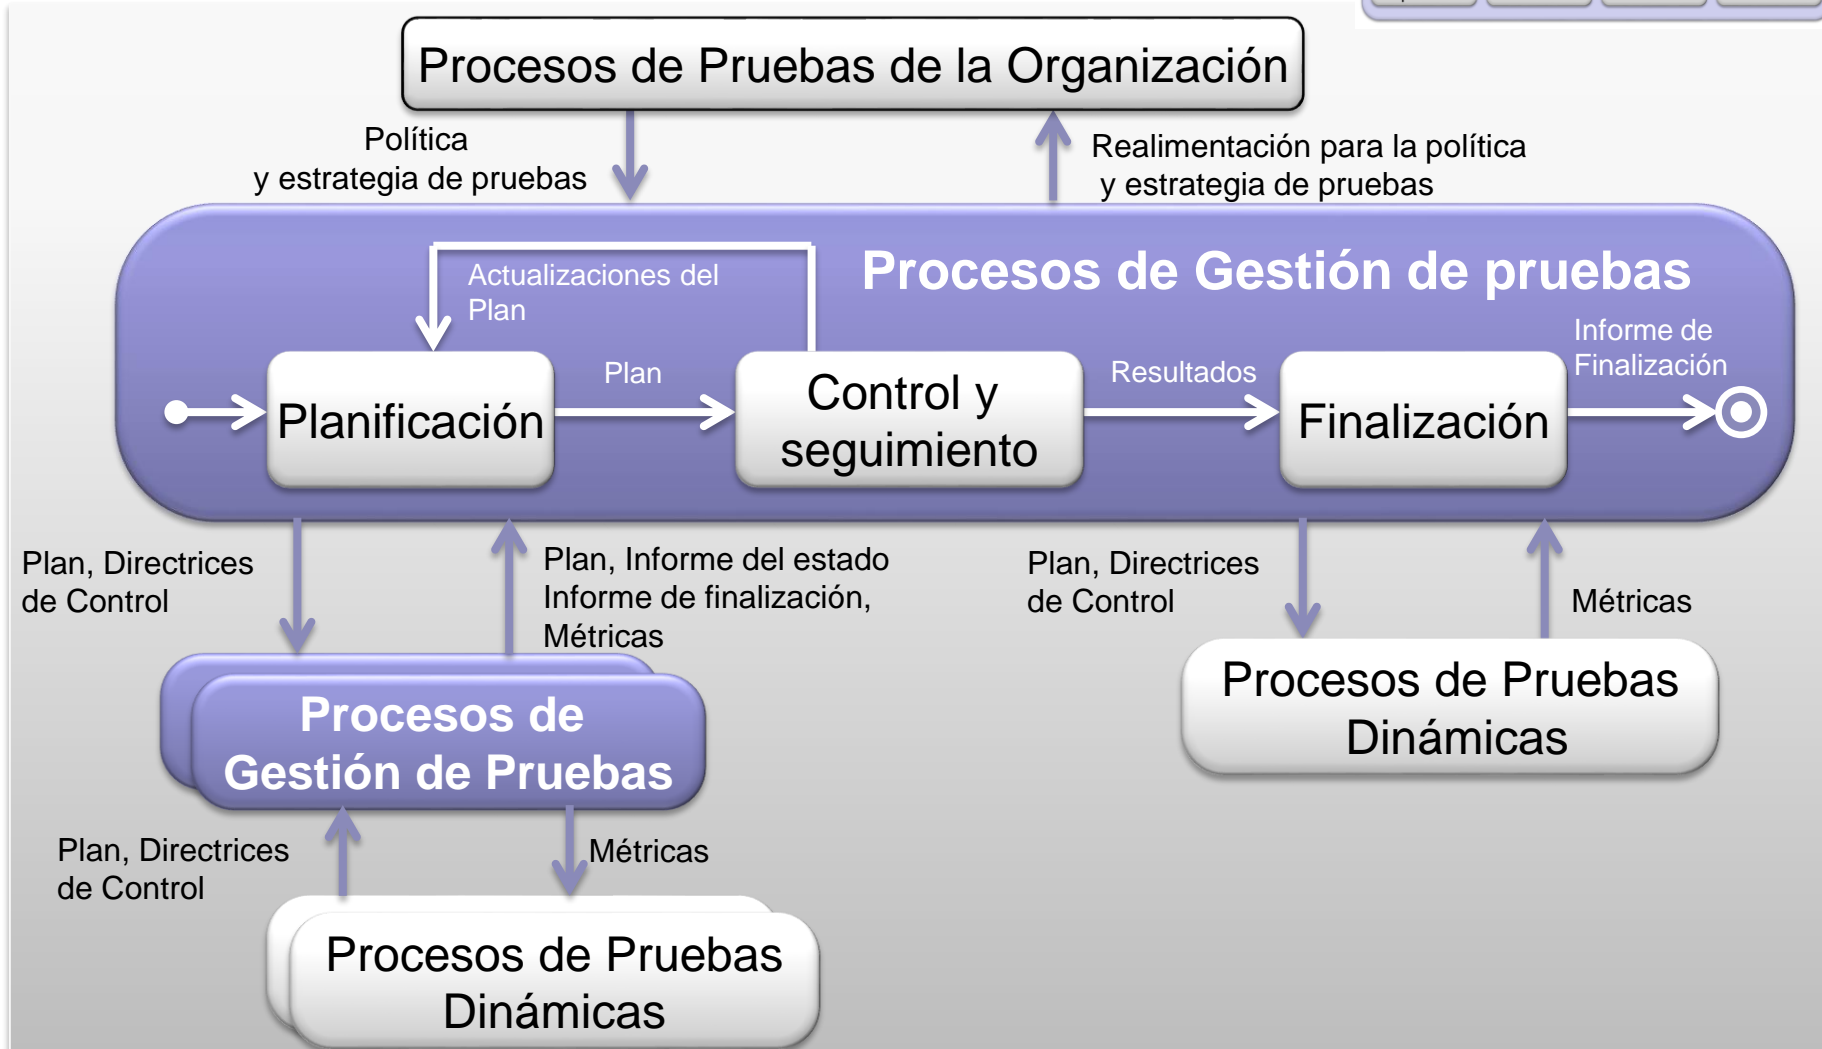 Procesos de Pruebas de la Organización
Política
y estrategia de pruebas
Realimentación para la política
y estrategia de pruebas
Procesos de Gestión de pruebas
Actualizaciones del
Plan
Informe de
Finalización
Plan
Resultados
Planificación
Control y
seguimiento
Finalización
Plan, Directrices
de Control
Plan, Informe del estado
Informe de finalización,
Métricas
Plan, Directrices
de Control
Métricas
Procesos de
Gestión de Pruebas
Procesos de Pruebas
Dinámicas
Plan, Directrices
de Control
Métricas
Procesos de Pruebas
Dinámicas